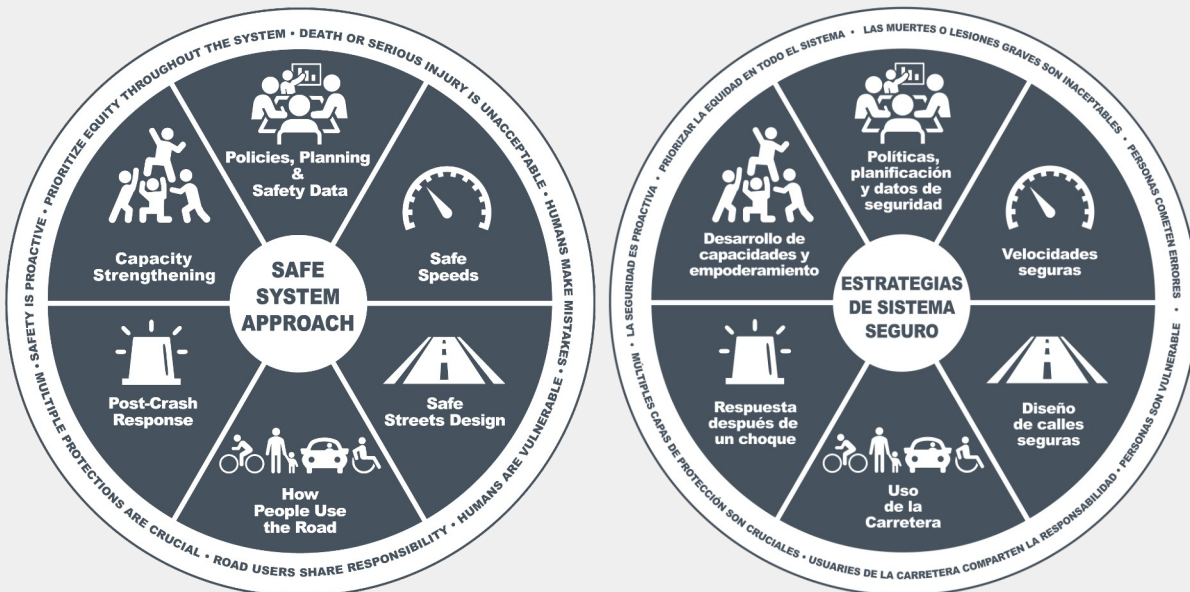 PRIORITIZE EQUITY THROUGHOUT THE SYSTEM • DEATH OR SERIOUS INJURY IS UNACCEPTABLE • HUMANS MAKE MISTAKES • HUMANS ARE VULNERABLE • ROAD USERS SHARE RESPONSIBILITY • MULTIPLE PROTECTIONS ARE CRUCIAL • SAFETY IS PROACTIVE •
Policies, Planning
&
Safety Data
Safe
Speeds
Safe
Streets Design
How
People Use
the Road
Post-Crash
Response
Capacity
Strengthening
SAFE
SYSTEM
APPROACH
PRIORIZAR LA EQUIDAD EN TODO EL SISTEMA • LAS MUERTES O LESIONES GRAVES SON INACEPTABLES • PERSONAS COMETEN ERRORES • PERSONAS SON VULNERABLE • USUARIES DE LA CARRETERA COMPARTEN LA RESPONSABILIDAD • MÚLTIPLES CAPAS DE PROTECCIÓN SON CRUCIALES • LA SEGURIDAD ES PROACTIVA •
Políticas,
planificación
y datos de
seguridad
Velocidades
seguras
Diseño
de calles
seguras
Uso
de la
Carretera
Respuesta
después de
un choque
Desarrollo de
capacidades y
empoderamiento
ESTRATEGIAS
DE SISTEMA
SEGURO